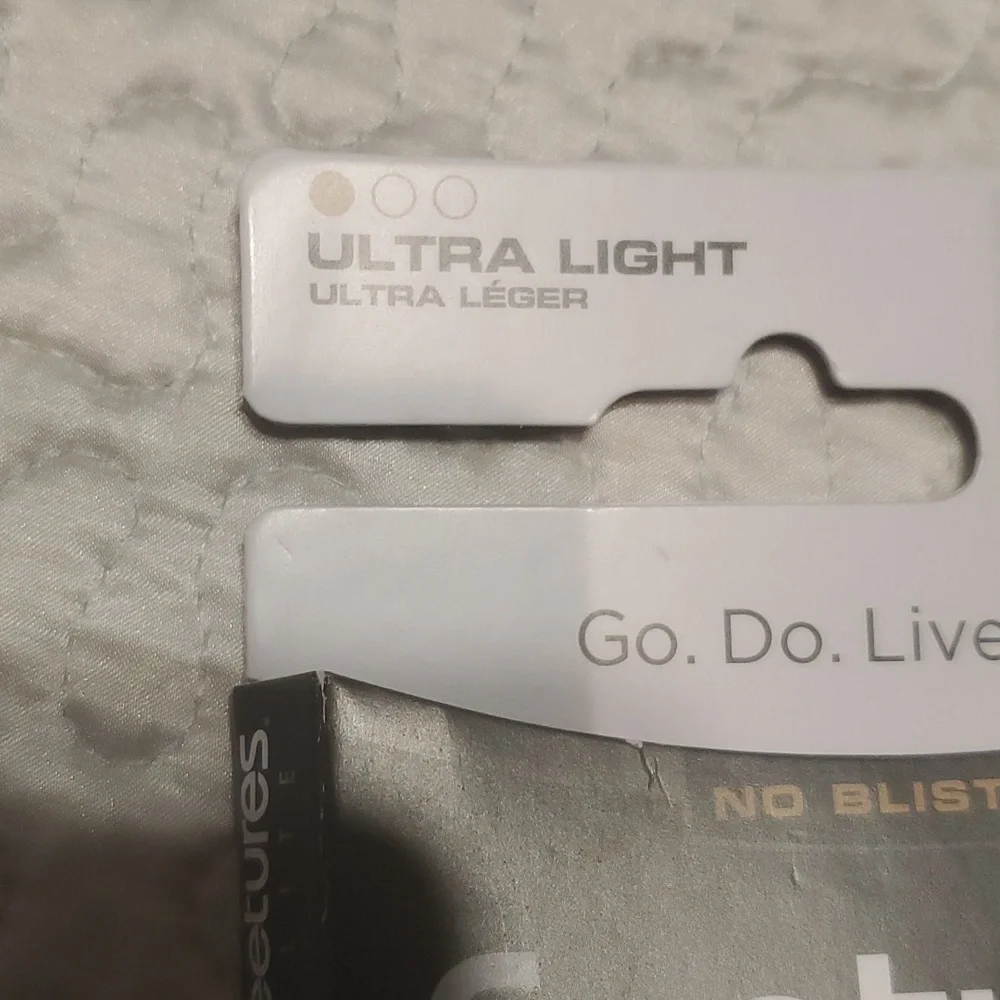 ULTRA LIGHT
ULTRA LÉGER
Go. Do. Live
NO BLIST
eetures.